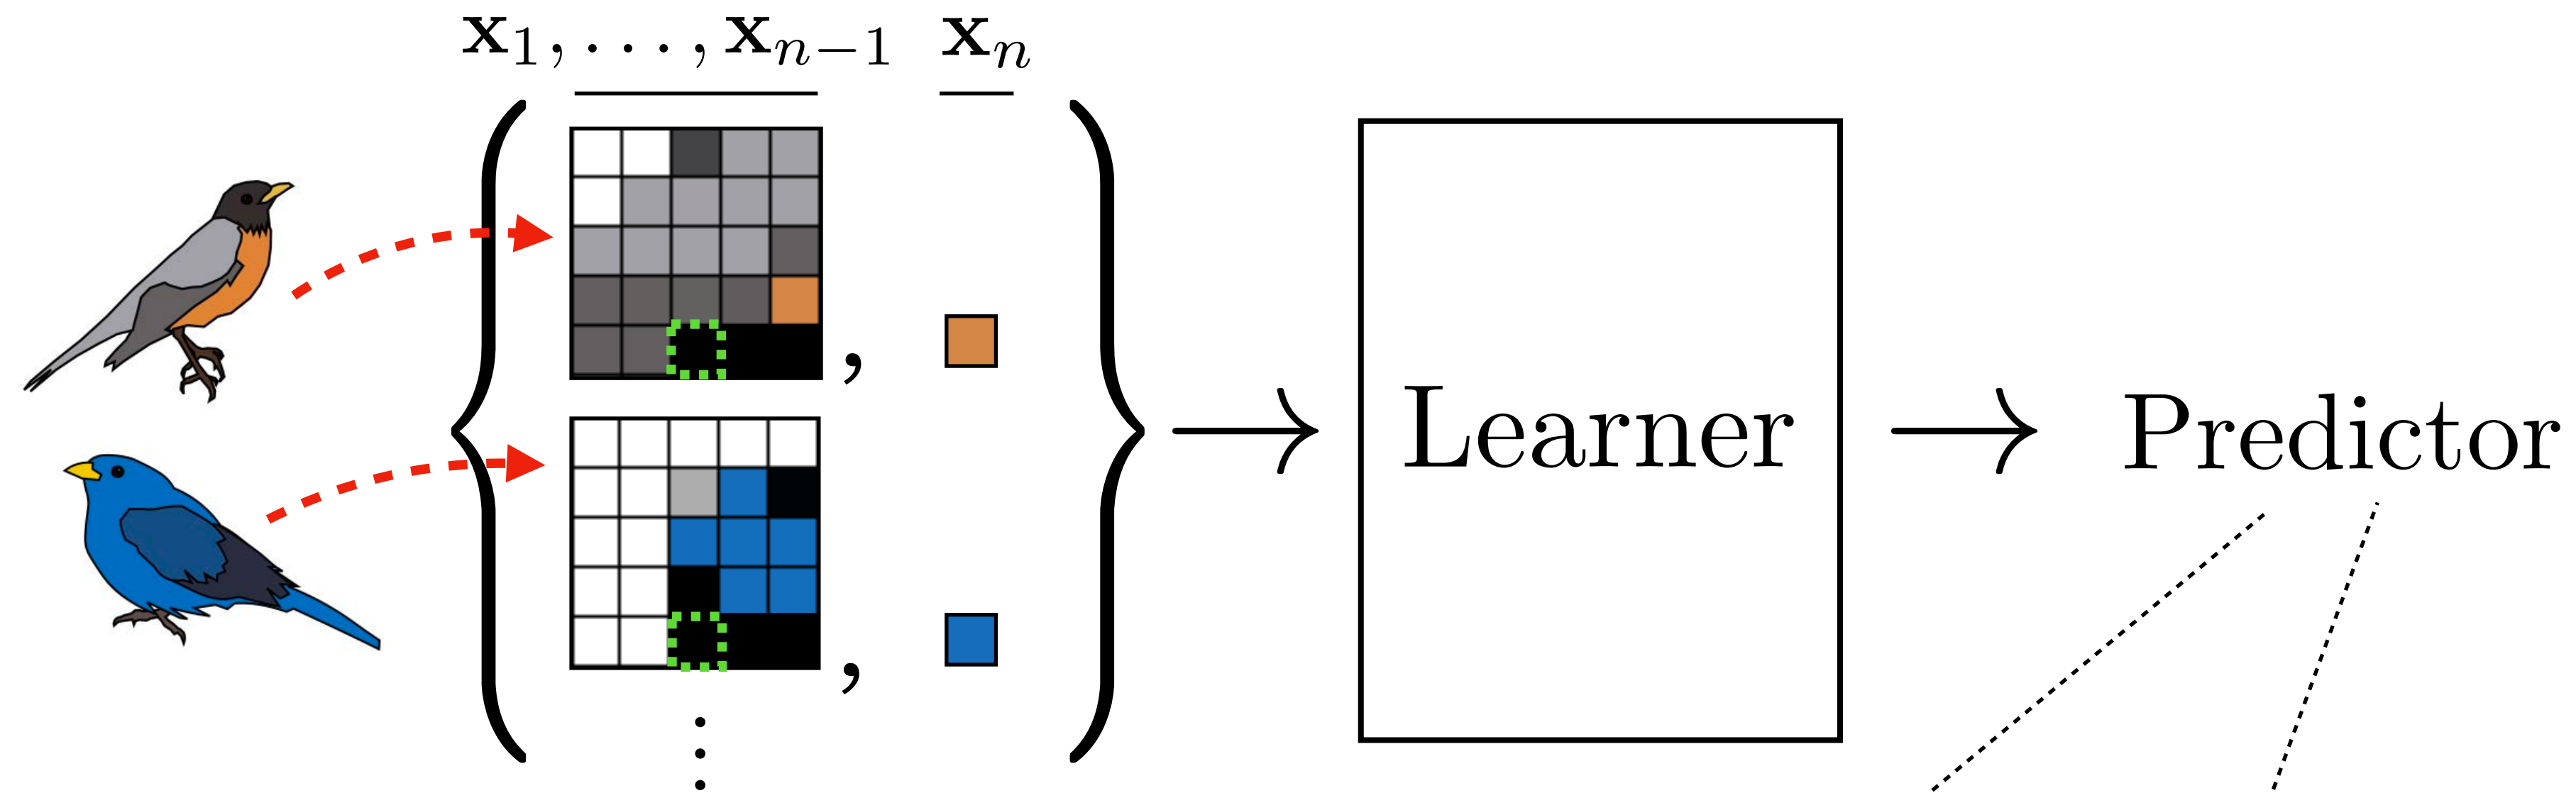 x₁, . . . , xₙ₋₁ xₙ
, 
,
Learner
Predictor